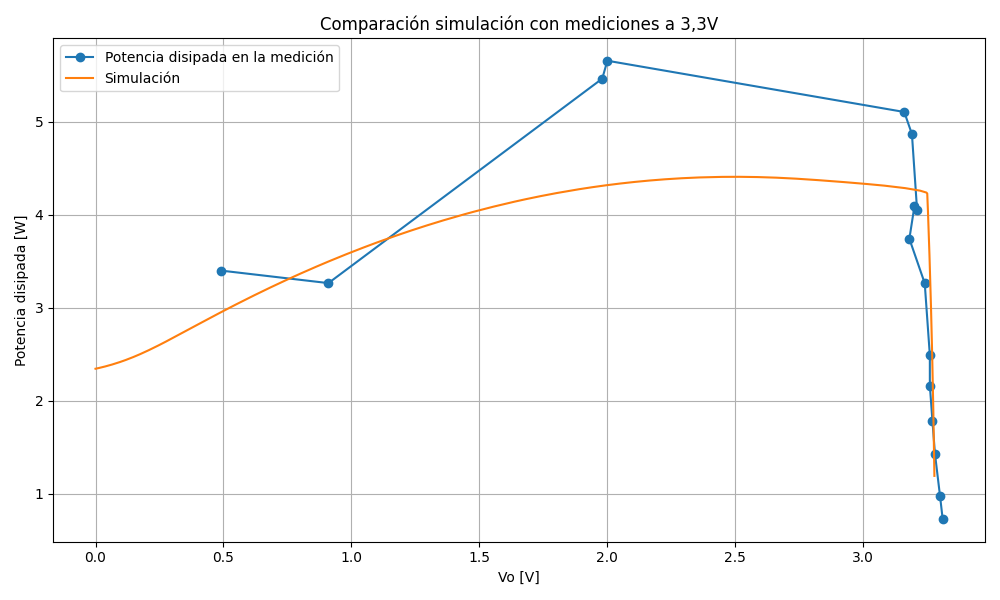 Comparación simulación con mediciones a 3,3V
Potencia disipada en la medición
Simulación
Potencia disipada [W]
5
4
3
2
1
0.0 0.5 1.0 1.5 2.0 2.5 3.0
Vo [V]